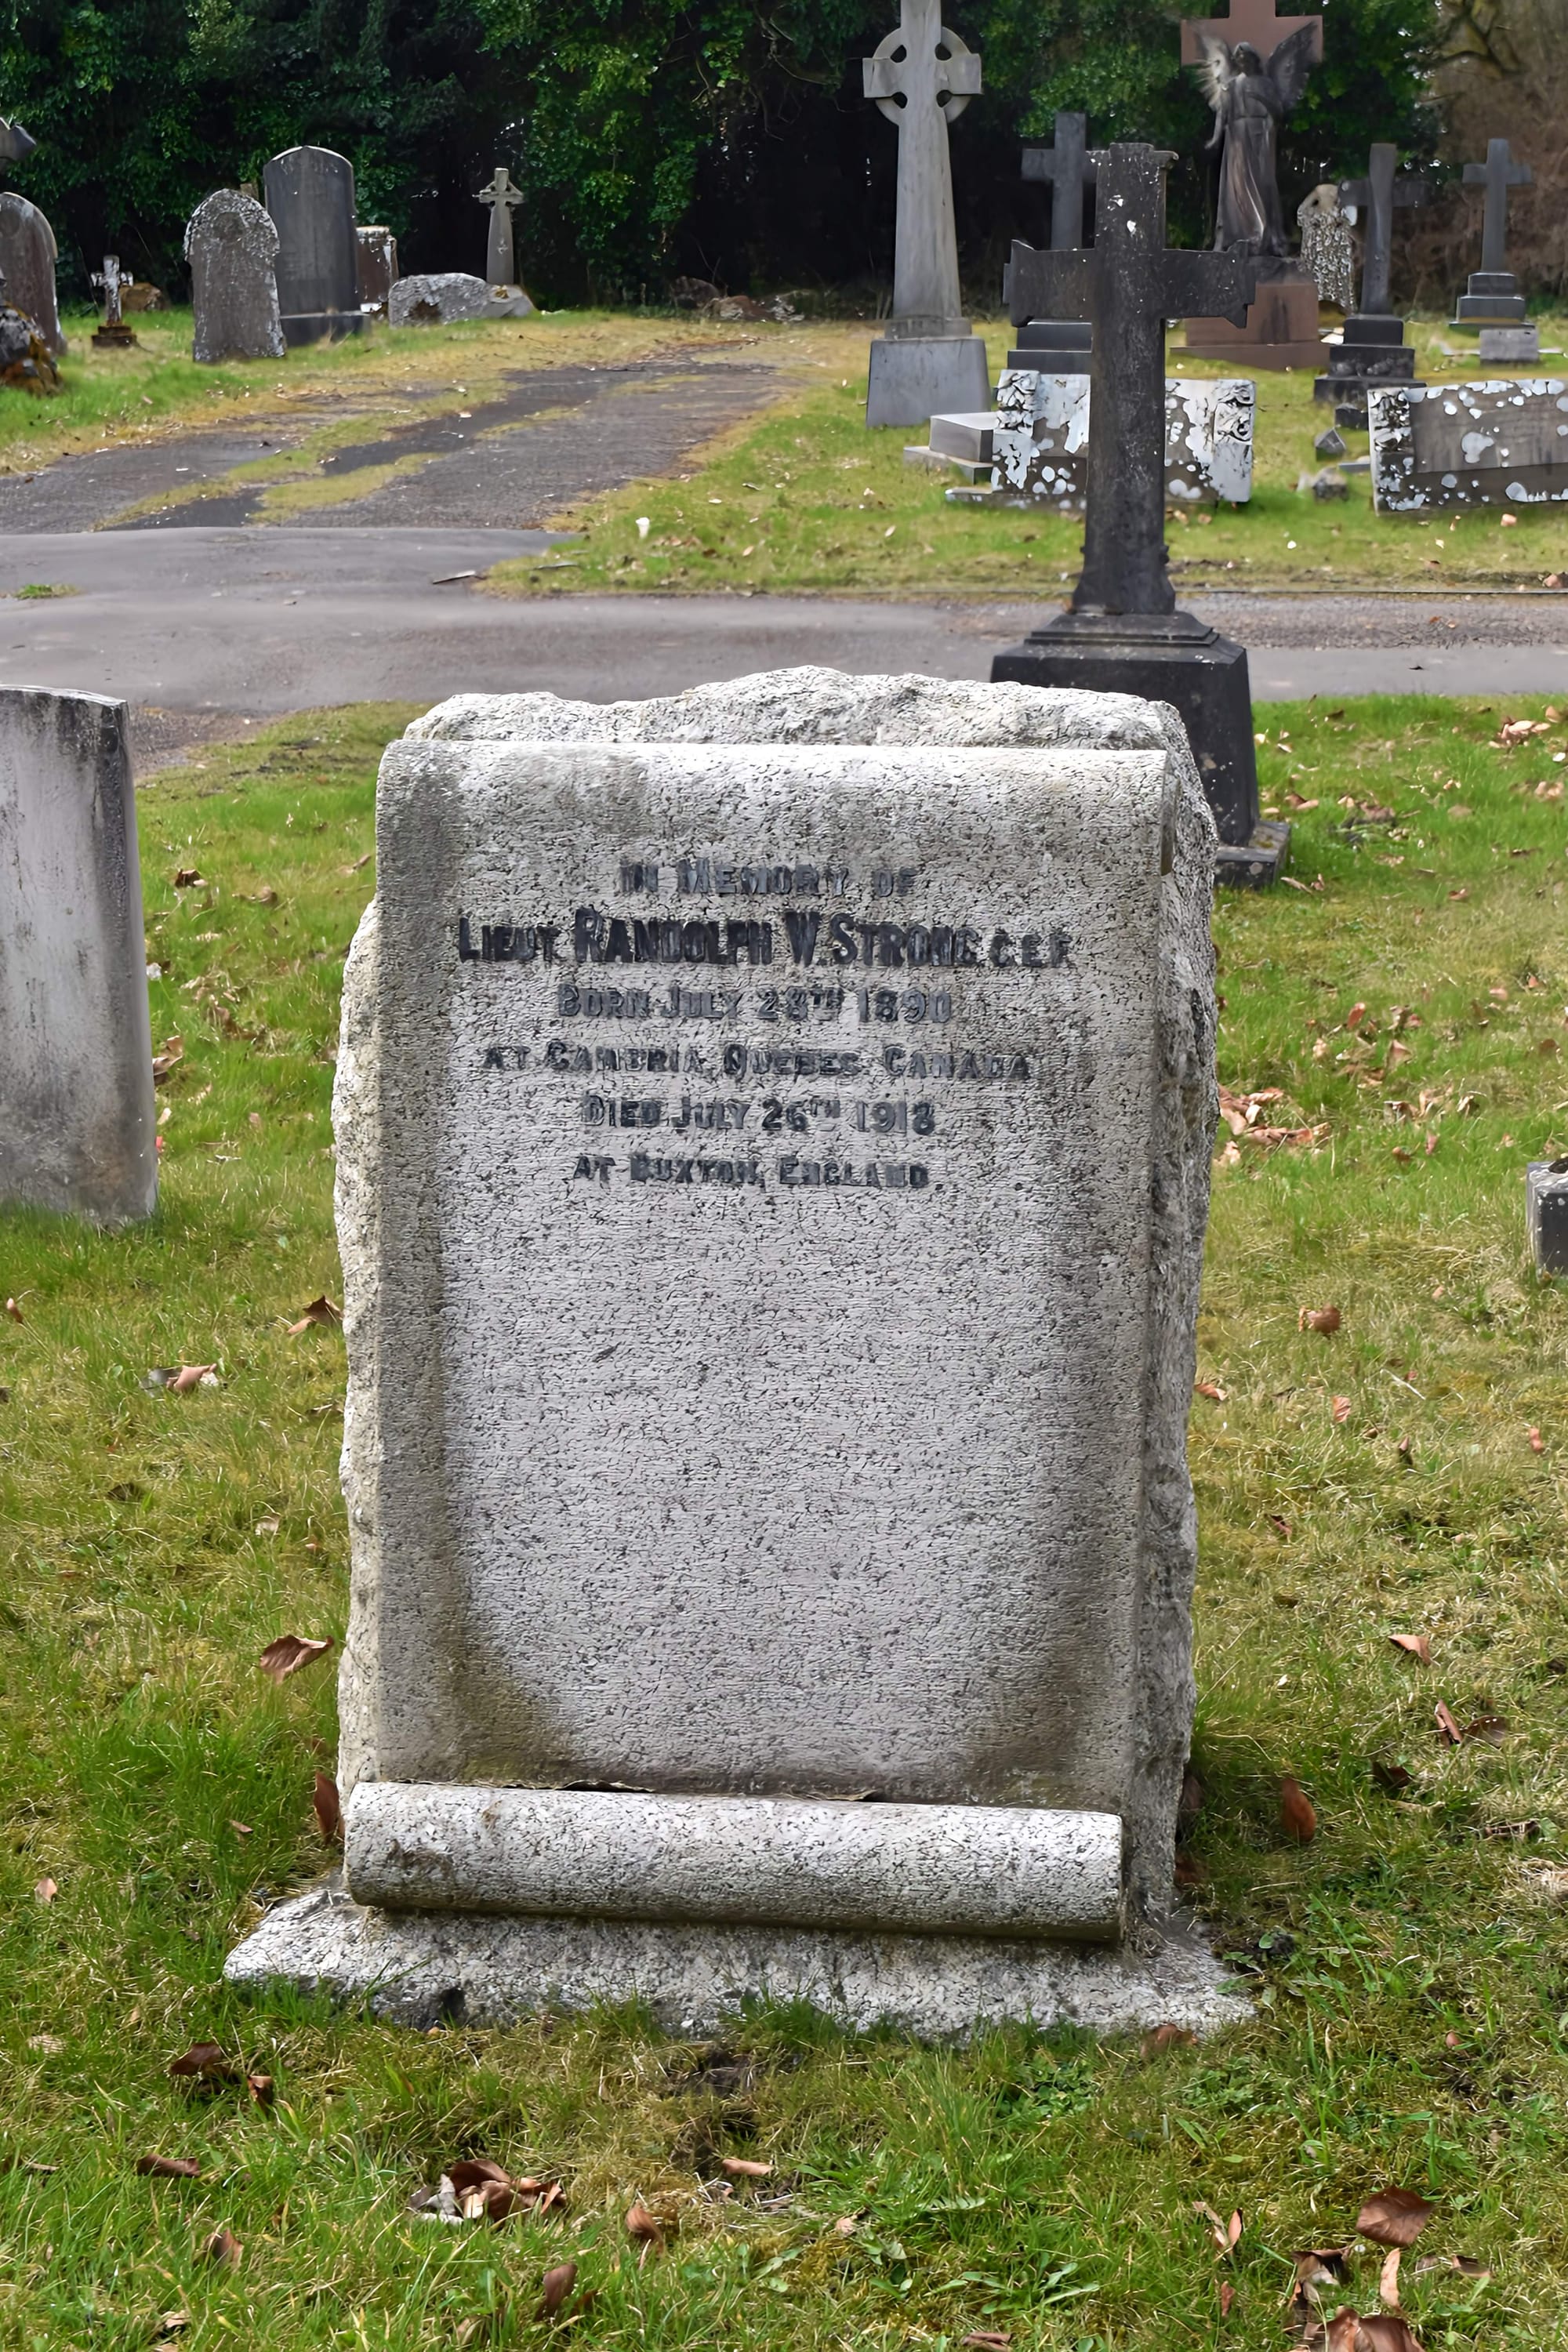 IN MEMORY OF
LIEUT RANDOLPH W. STRONG. C.E.F.
BORN JULY 28TH 1890
AT CAMBRIA, QUEBEC. CANADA
DIED JULY 26TH 1918
AT BUXTON, ENGLAND.